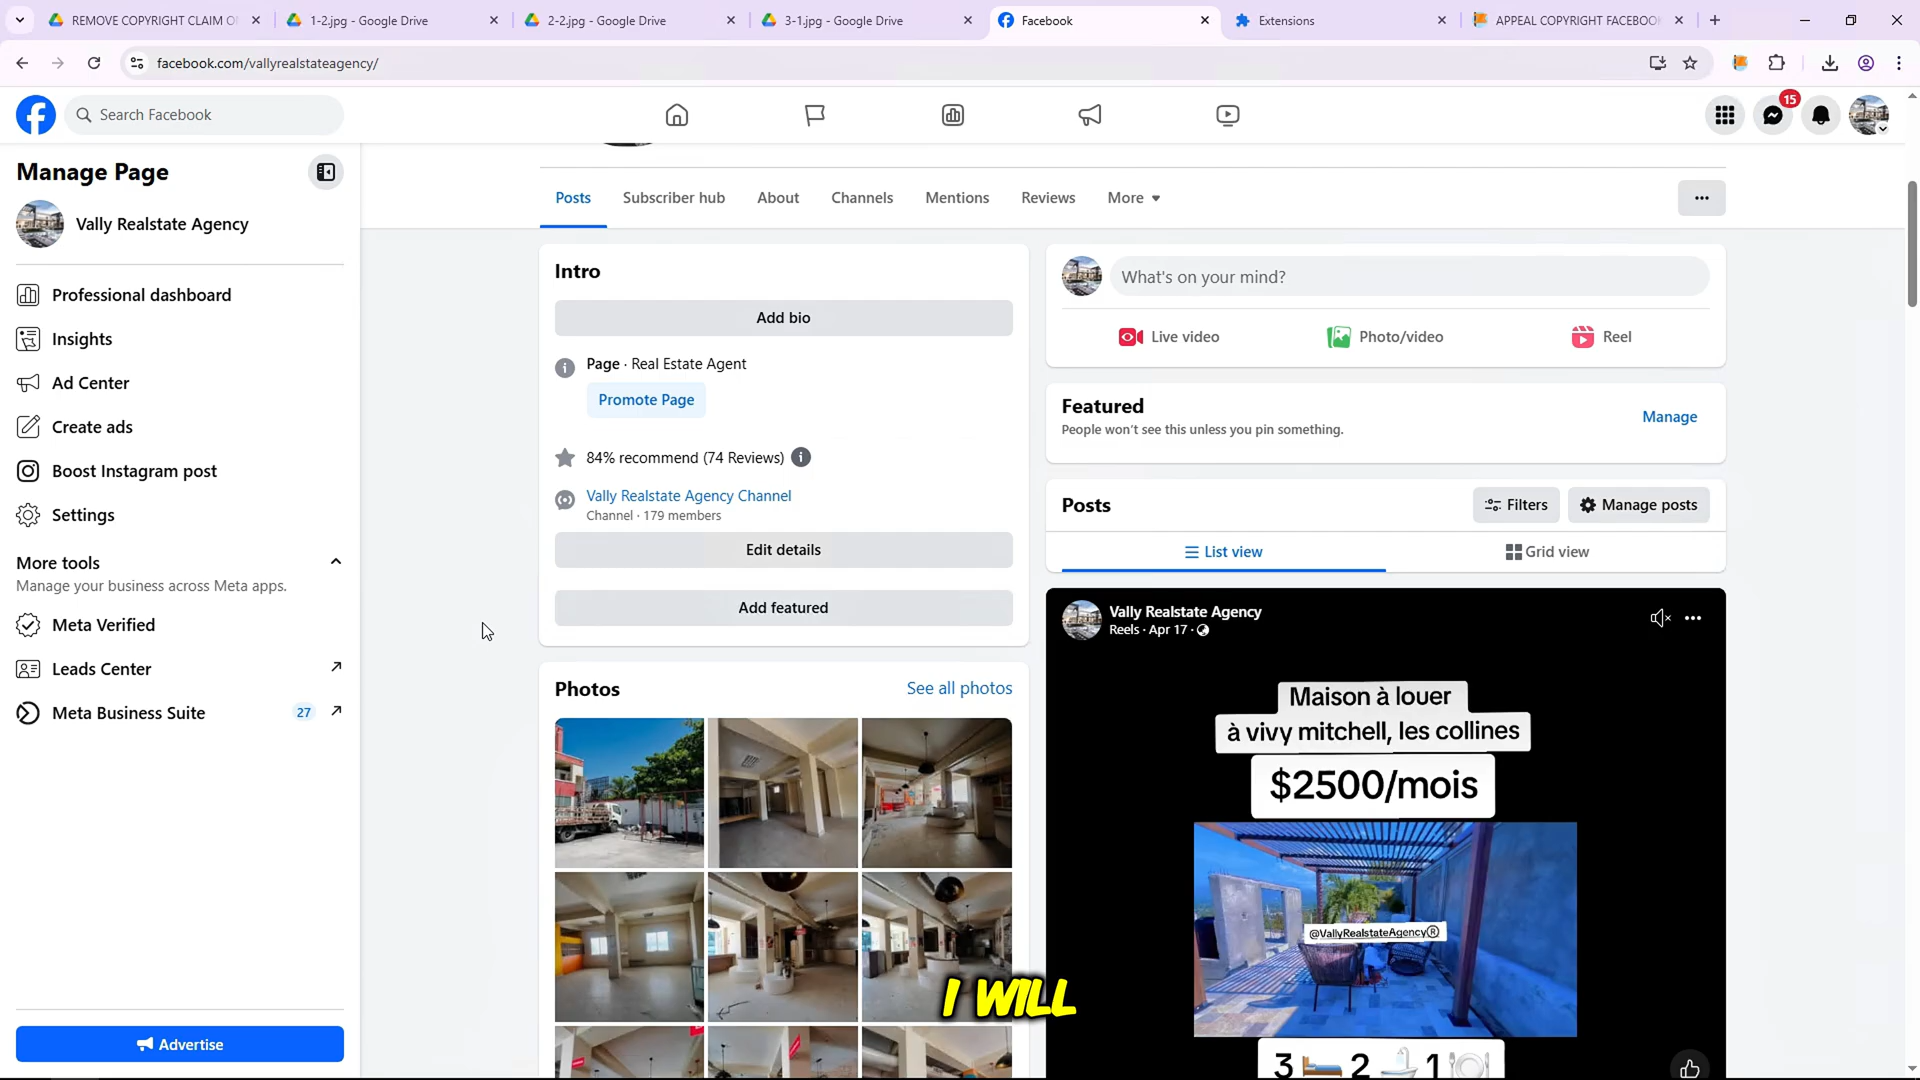 REMOVE COPYRIGHT CLAIM O
1-2.jpg - Google Drive
2-2.jpg - Google Drive
3-1.jpg - Google Drive
Facebook
Extensions
APPEAL COPYRIGHT FACEBOO
facebook.com/vallyrealstateagency/
Search Facebook
15
Manage Page
Vally Realstate Agency
Professional dashboard
Insights
Ad Center
Create ads
Boost Instagram post
Settings
More tools
Manage your business across Meta apps.
Meta Verified
Leads Center
Meta Business Suite
27
Advertise
Posts
Subscriber hub
About
Channels
Mentions
Reviews
More
Intro
Add bio
Page · Real Estate Agent
Promote Page
84% recommend (74 Reviews)
Vally Realstate Agency Channel
Channel · 179 members
Edit details
Add featured
Photos
See all photos
What's on your mind?
Live video
Photo/video
Reel
Featured
Manage
People won't see this unless you pin something.
Posts
Filters
Manage posts
List view
Grid view
Vally Realstate Agency
Reels · Apr 17 ·
Maison à louer
à vivy mitchell, les collines
$2500/mois
@VallyRealstateAgency®
3 2 1
I WILL